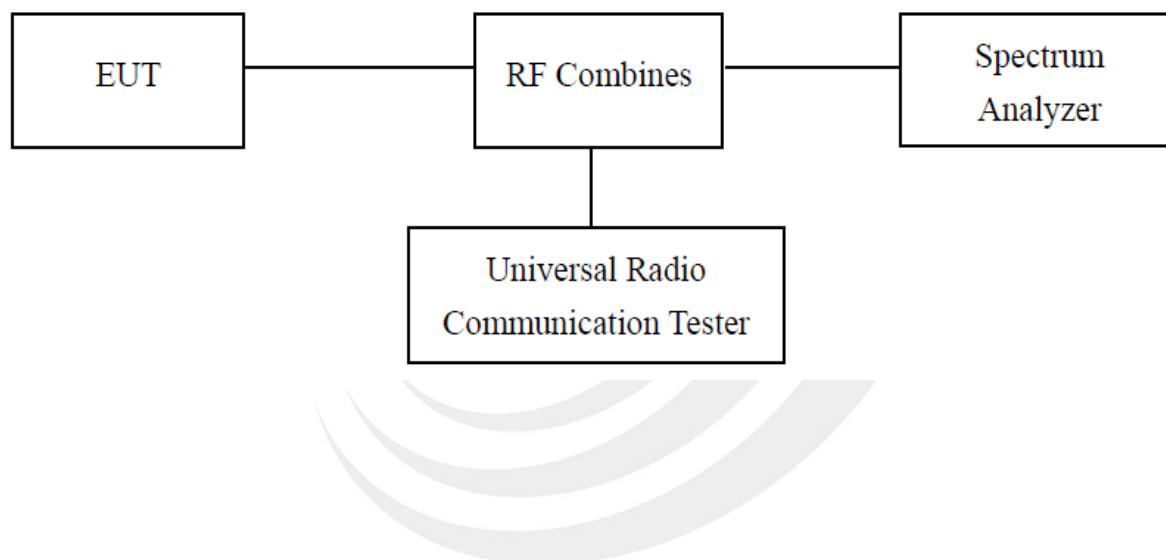 EUT
RF Combines
Spectrum
Analyzer
Universal Radio
Communication Tester